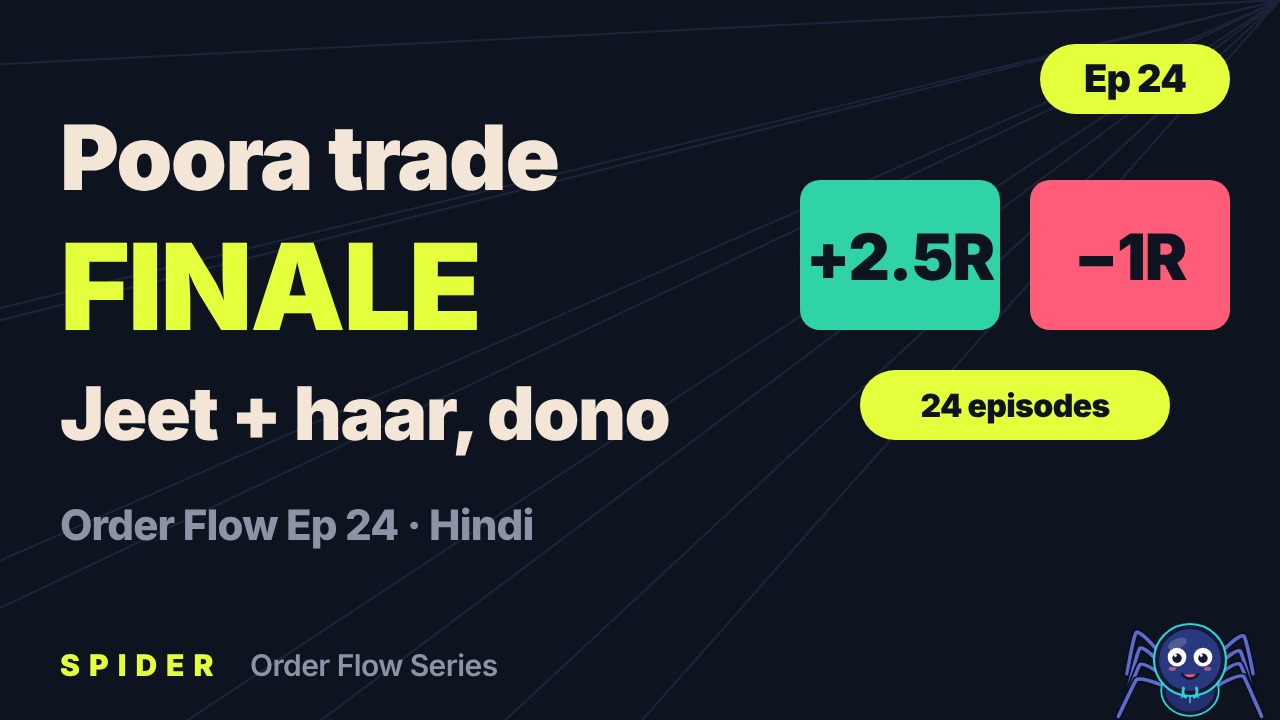 Ep 24
Poora trade
FINALE
Jeet + haar, dono
+2.5R
−1R
24 episodes
Order Flow Ep 24 · Hindi
SPIDER Order Flow Series